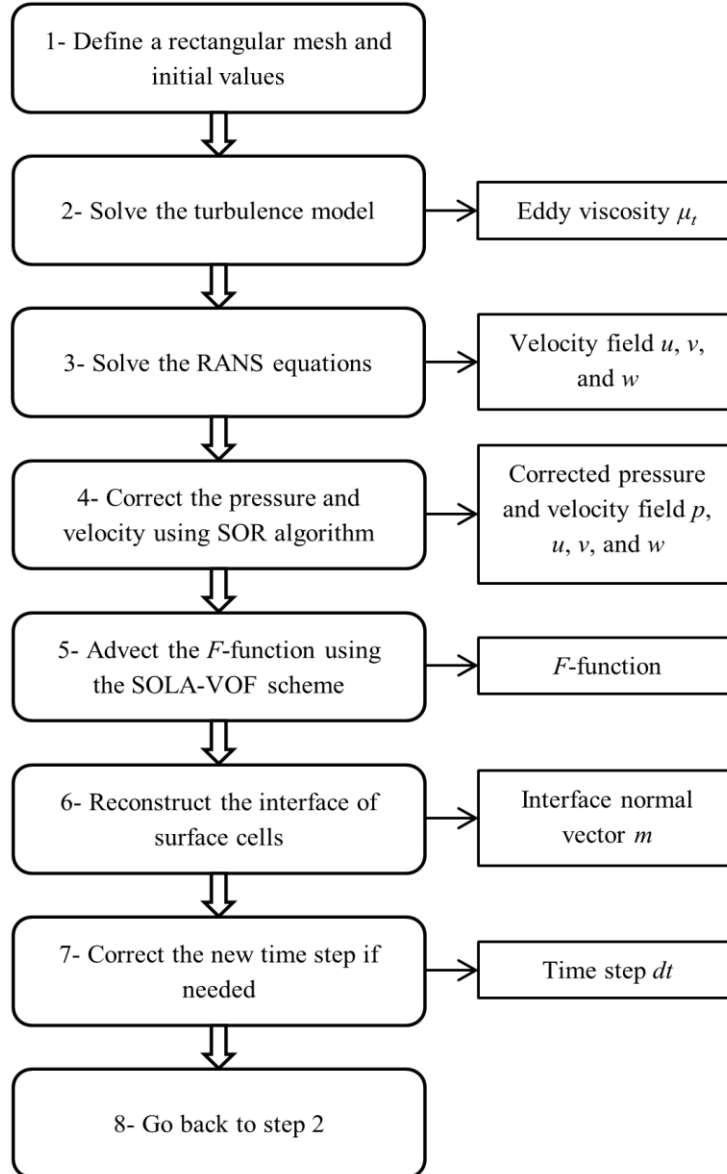 1- Define a rectangular mesh and
initial values
2- Solve the turbulence model
Eddy viscosity μt
3- Solve the RANS equations
Velocity field u, v,
and w
4- Correct the pressure and
velocity using SOR algorithm
Corrected pressure
and velocity field p,
u, v, and w
5- Advect the F-function using
the SOLA-VOF scheme
F-function
6- Reconstruct the interface of
surface cells
Interface normal
vector m
7- Correct the new time step if
needed
Time step dt
8- Go back to step 2